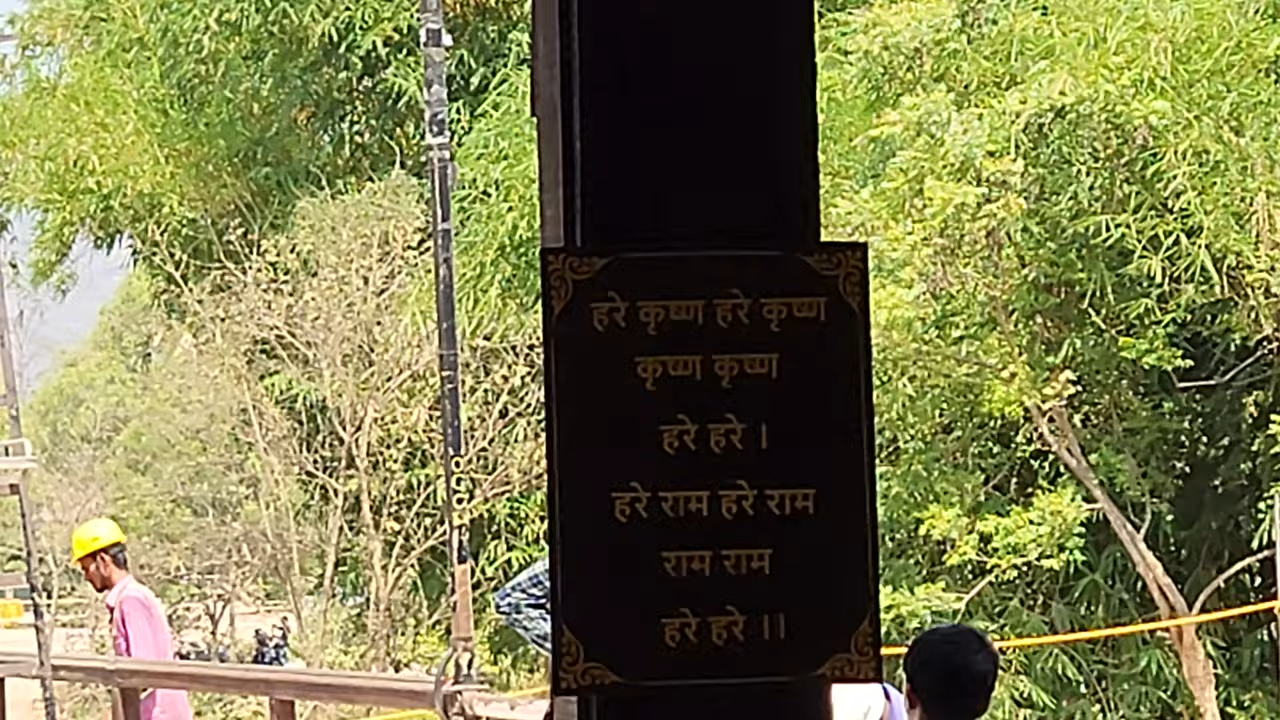 हरे कृष्ण हरे कृष्ण
कृष्ण कृष्ण
हरे हरे ।
हरे राम हरे राम
राम राम
हरे हरे ।।